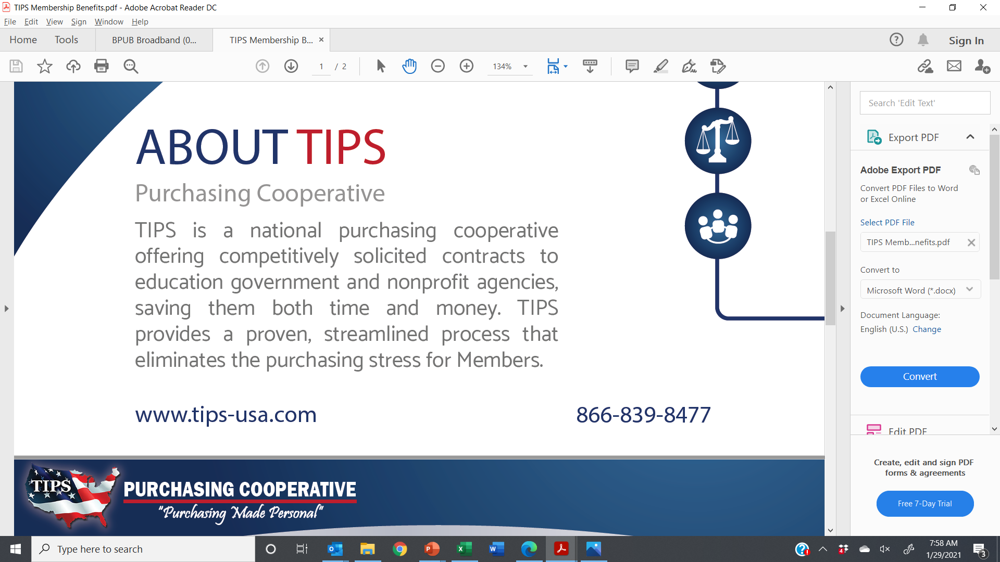 TIPS Membership Benefits.pdf - Adobe Acrobat Reader DC
File Edit View Sign Window Help
Home Tools BPUB Broadband (0... TIPS Membership B... × ? Sign In
1 / 2 134%
ABOUT TIPS
Purchasing Cooperative
TIPS is a national purchasing cooperative
offering competitively solicited contracts to
education government and nonprofit agencies,
saving them both time and money. TIPS
provides a proven, streamlined process that
eliminates the purchasing stress for Members.
www.tips-usa.com 866-839-8477
TIPS
PURCHASING COOPERATIVE
"Purchasing Made Personal"
Search 'Edit Text'
Export PDF
Adobe Export PDF
Convert PDF Files to Word
or Excel Online
Select PDF File
TIPS Memb...nefits.pdf
Convert to
Microsoft Word (*.docx)
Document Language:
English (U.S.) Change
Convert
Edit PDF
Create, edit and sign PDF
forms & agreements
Free 7-Day Trial
Type here to search
7:58 AM
1/29/2021
4
3